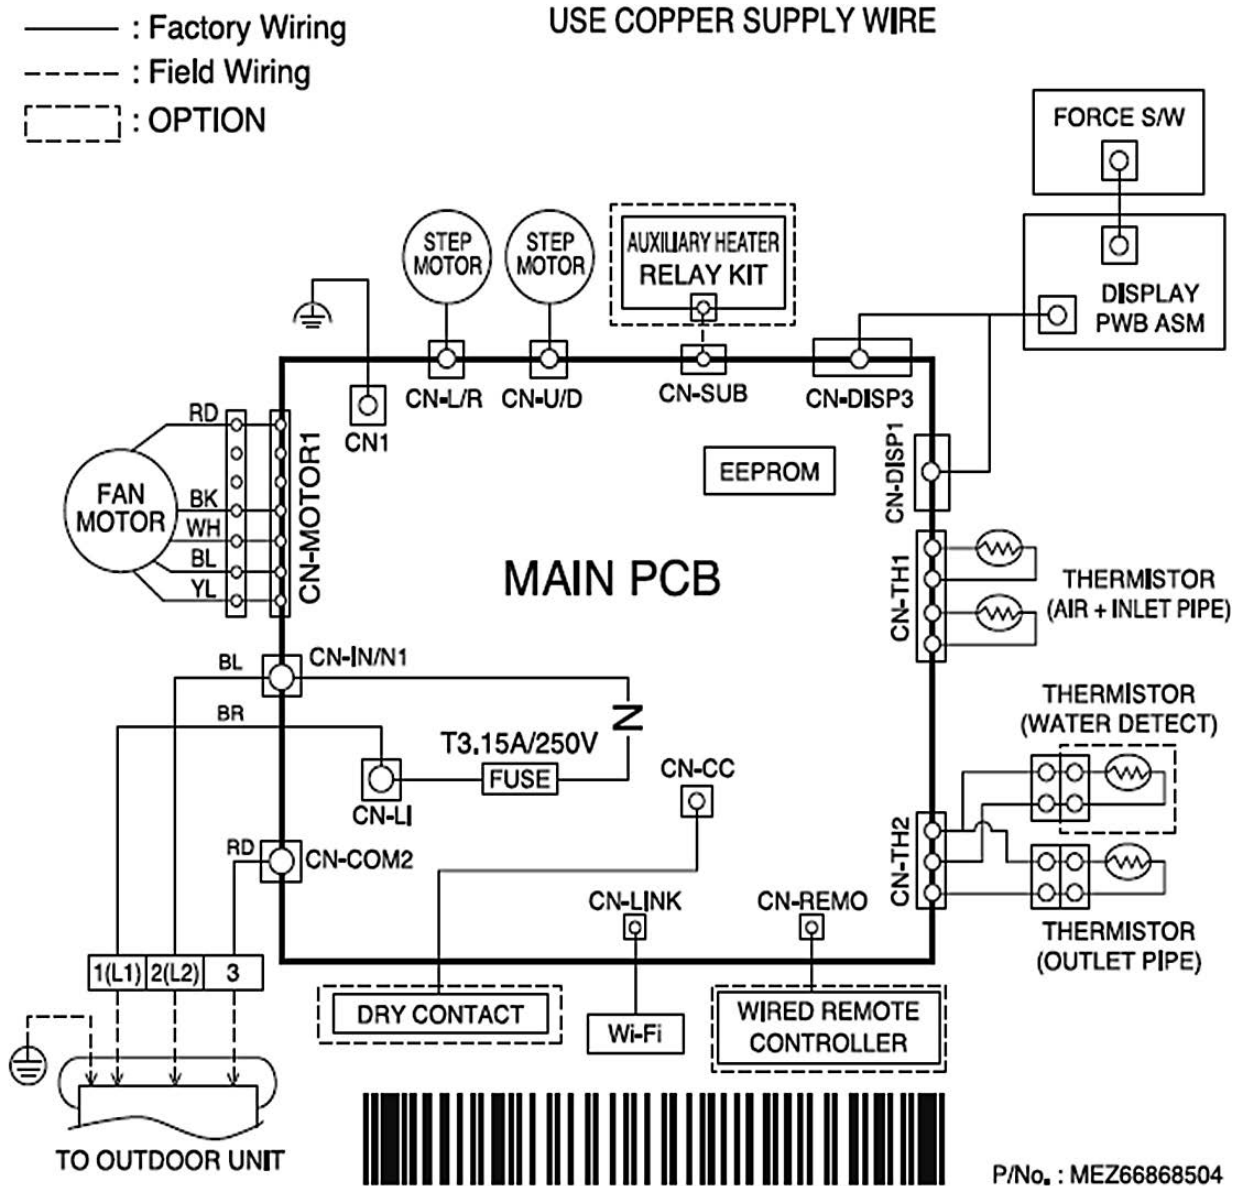 : Factory Wiring
: Field Wiring
: OPTION
USE COPPER SUPPLY WIRE
FORCE S/W
DISPLAY
PWB ASM
STEP
MOTOR
STEP
MOTOR
AUXILIARY HEATER
RELAY KIT
CN-L/R
CN-U/D
CN-SUB
CN-DISP3
CN1
CN-DISP1
EEPROM
RD
FAN
MOTOR
BK
WH
BL
YL
CN-MOTOR1
MAIN PCB
CN-TH1
THERMISTOR
(AIR + INLET PIPE)
BL
CN-IN/N1
BR
T3.15A/250V
N
FUSE
CN-LI
CN-CC
THERMISTOR
(WATER DETECT)
CN-TH2
RD
CN-COM2
CN-LINK
CN-REMO
THERMISTOR
(OUTLET PIPE)
1(L1) 2(L2) 3
DRY CONTACT
Wi-Fi
WIRED REMOTE
CONTROLLER
TO OUTDOOR UNIT
P/No. : MEZ66868504